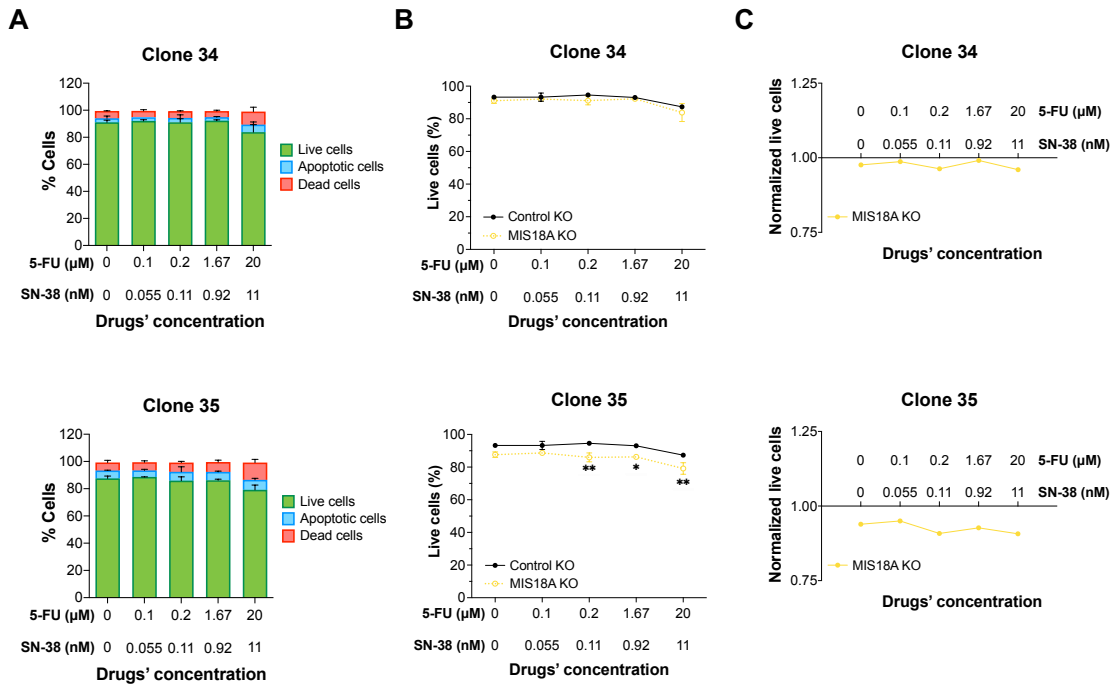 A
B
C
Clone 34
120
100
80
60
40
20
0
% Cells
Live cells
Apoptotic cells
Dead cells
5-FU (µM) 0 0.1 0.2 1.67 20
SN-38 (nM) 0 0.055 0.11 0.92 11
Drugs’ concentration
Clone 34
100
80
60
40
20
0
Live cells (%)
Control KO
MIS18A KO
5-FU (µM) 0 0.1 0.2 1.67 20
SN-38 (nM) 0 0.055 0.11 0.92 11
Drugs’ concentration
Clone 34
1.25
1.00
0.75
Normalized live cells
0 0.1 0.2 1.67 20 5-FU (µM)
0 0.055 0.11 0.92 11 SN-38 (nM)
MIS18A KO
Drugs’ concentration
Clone 35
120
100
80
60
40
20
0
% Cells
Live cells
Apoptotic cells
Dead cells
5-FU (µM) 0 0.1 0.2 1.67 20
SN-38 (nM) 0 0.055 0.11 0.92 11
Drugs’ concentration
Clone 35
100
80
60
40
20
0
Live cells (%)
** * **
Control KO
MIS18A KO
5-FU (µM) 0 0.1 0.2 1.67 20
SN-38 (nM) 0 0.055 0.11 0.92 11
Drugs’ concentration
Clone 35
1.25
1.00
0.75
Normalized live cells
0 0.1 0.2 1.67 20 5-FU (µM)
0 0.055 0.11 0.92 11 SN-38 (nM)
MIS18A KO
Drugs’ concentration